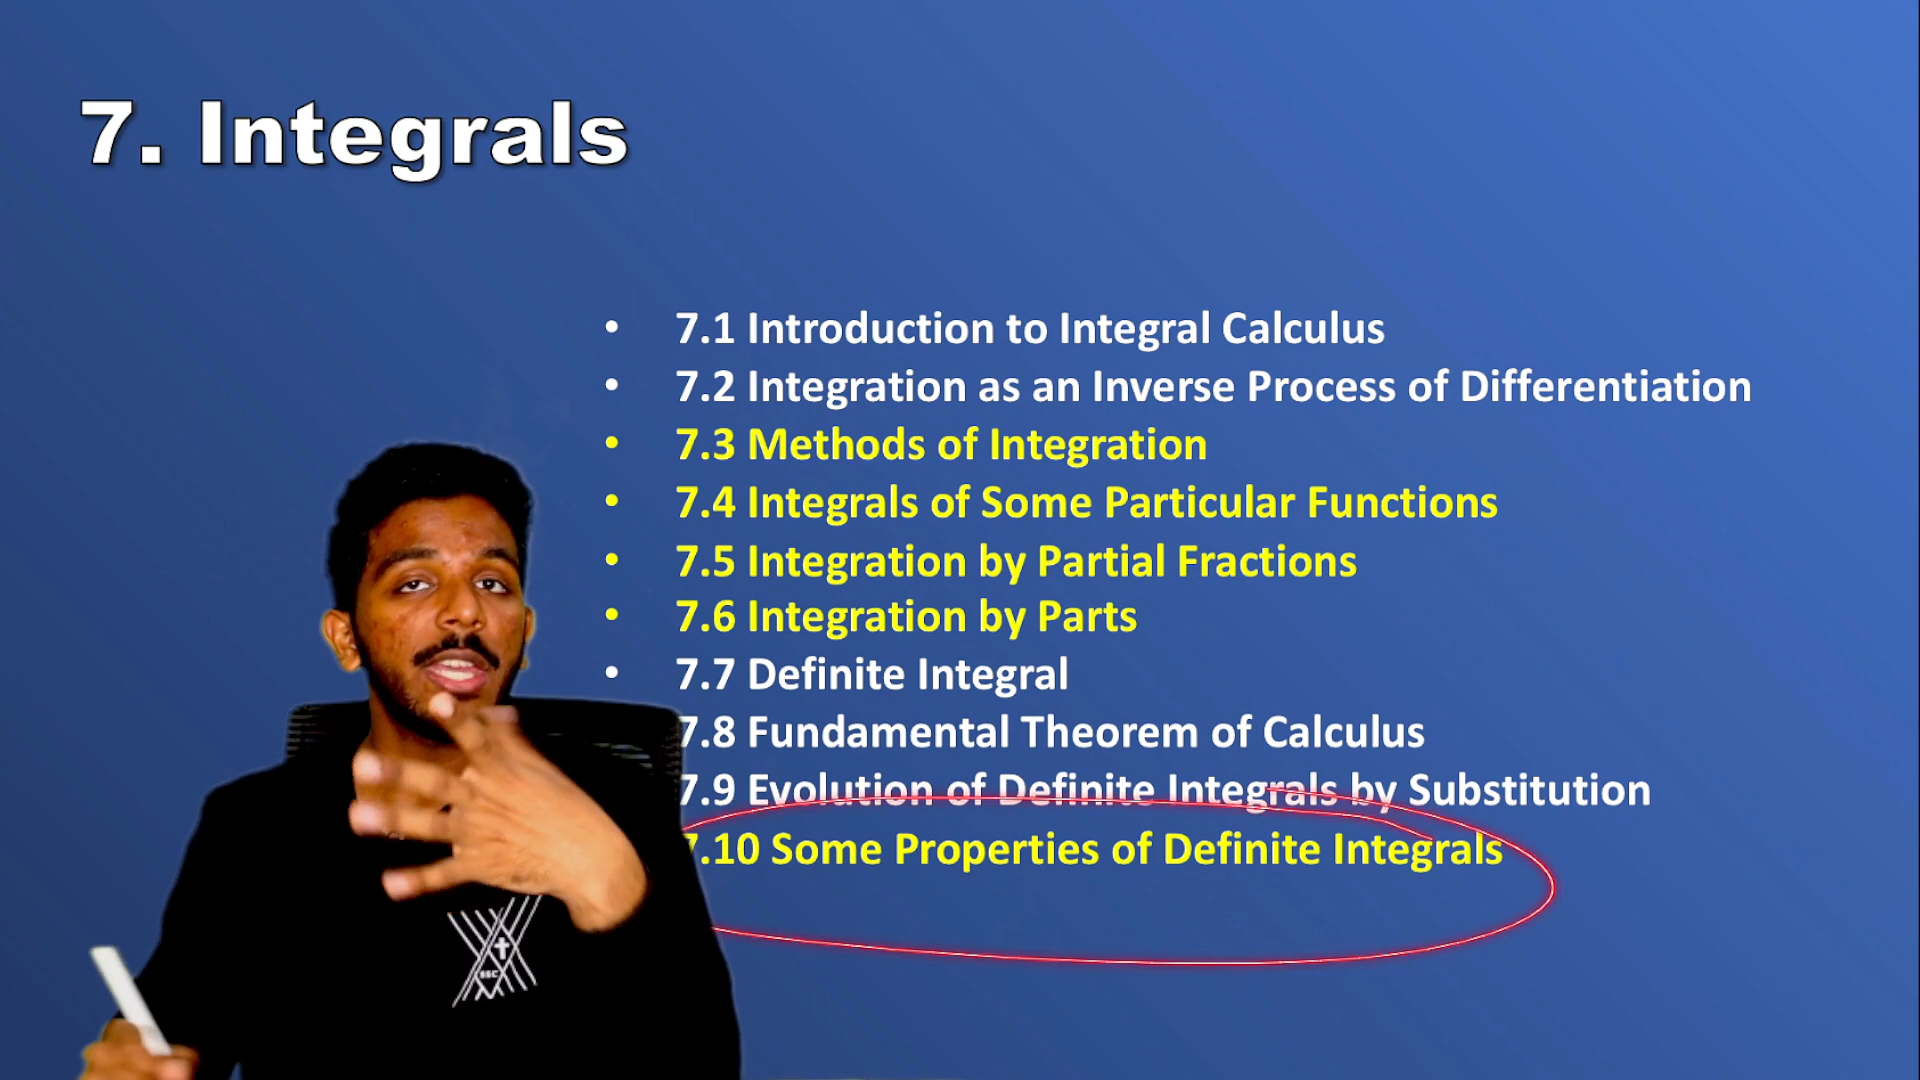 7. Integrals
• 7.1 Introduction to Integral Calculus
• 7.2 Integration as an Inverse Process of Differentiation
• 7.3 Methods of Integration
• 7.4 Integrals of Some Particular Functions
• 7.5 Integration by Partial Fractions
• 7.6 Integration by Parts
• 7.7 Definite Integral
7.8 Fundamental Theorem of Calculus
7.9 Evolution of Definite Integrals by Substitution
7.10 Some Properties of Definite Integrals
SSC